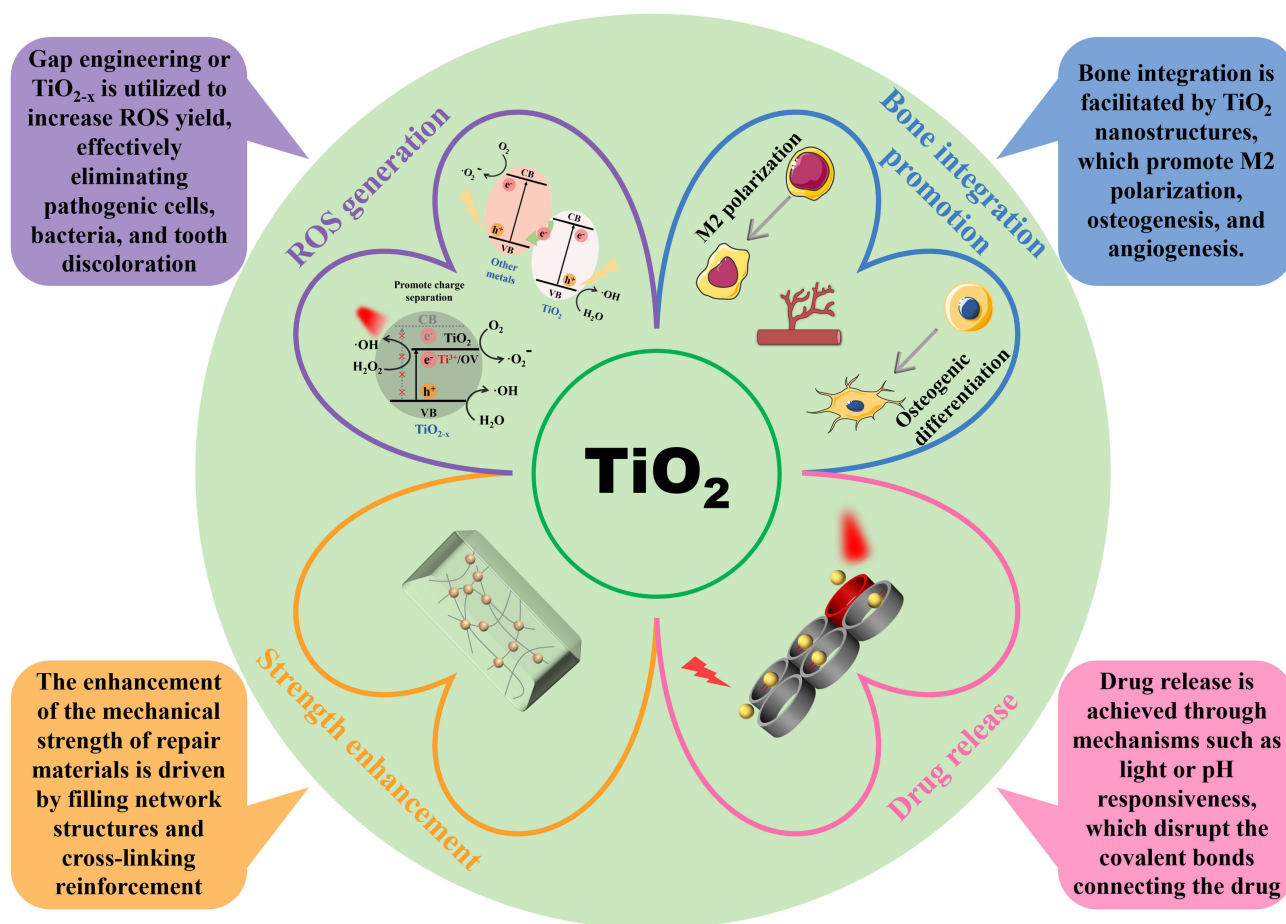 Gap engineering or
TiO₂₋ₓ is utilized to
increase ROS yield,
effectively
eliminating
pathogenic cells,
bacteria, and tooth
discoloration
Bone integration is
facilitated by TiO₂
nanostructures,
which promote M2
polarization,
osteogenesis, and
angiogenesis.
ROS generation
O₂
·O₂⁻
CB
e⁻
h⁺
VB
Other
metals
e⁻
CB
e⁻
h⁺
VB
·OH
H₂O
TiO₂
Promote charge
separation
CB
e⁻
TiO₂
O₂
·OH
H₂O₂
e⁻
Ti³⁺/OV
·O₂⁻
h⁺
·OH
VB
H₂O
TiO₂₋ₓ
Bone integration
promotion
M2 polarization
Osteogenic
differentiation
TiO₂
Strength enhancement
Drug release
The enhancement
of the mechanical
strength of repair
materials is driven
by filling network
structures and
cross-linking
reinforcement
Drug release is
achieved through
mechanisms such as
light or pH
responsiveness,
which disrupt the
covalent bonds
connecting the drug